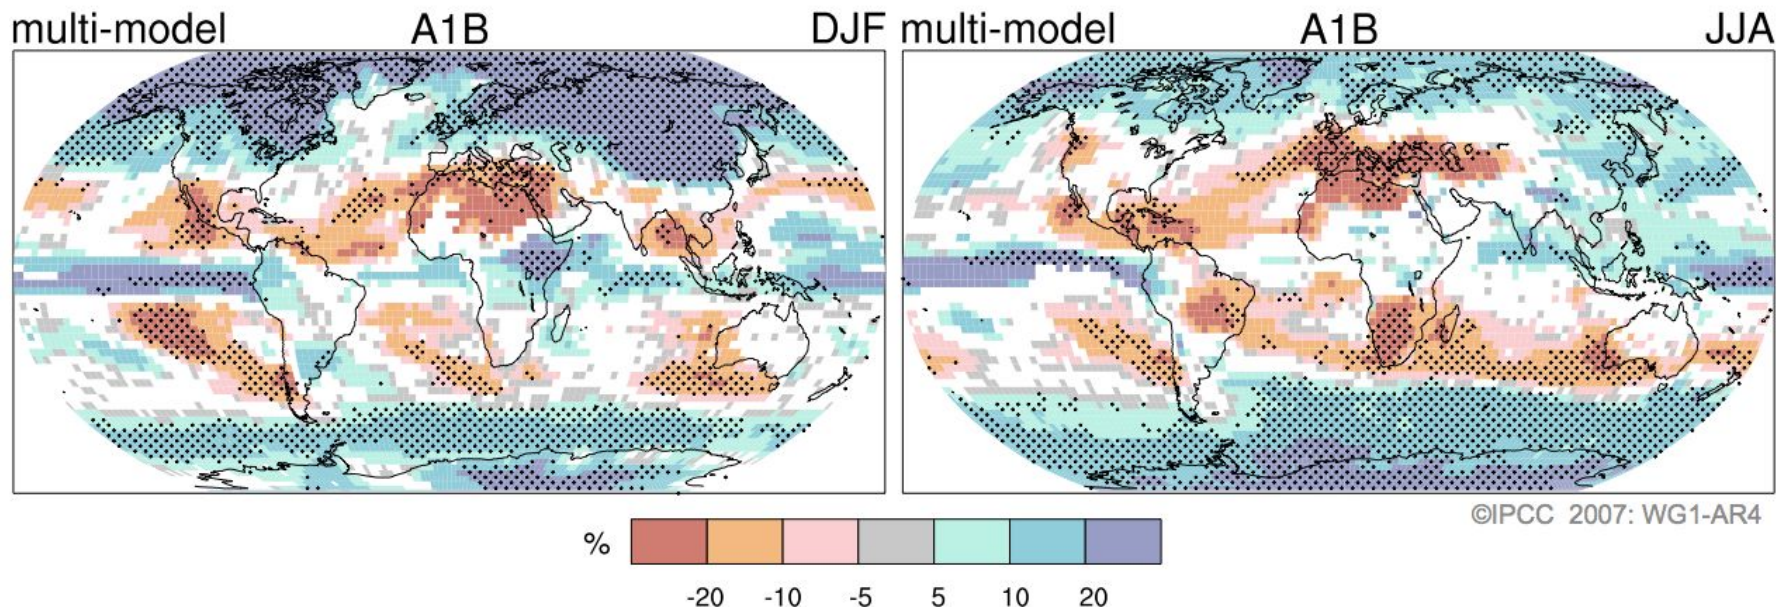 multi-model A1B DJF
multi-model A1B JJA
©IPCC 2007: WG1-AR4
%
-20 -10 -5 5 10 20